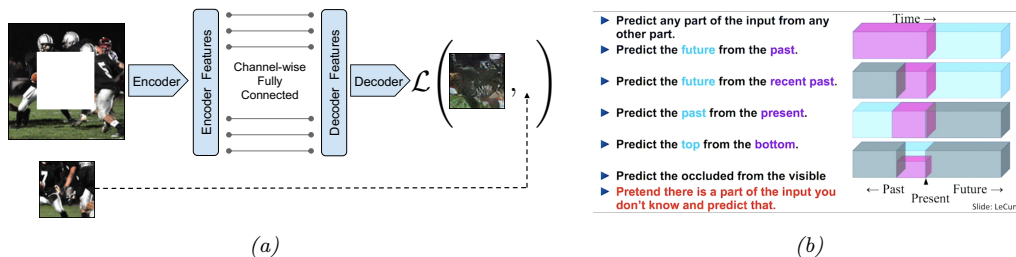 Encoder
Encoder Features
Channel-wise
Fully
Connected
Decoder Features
Decoder
ℒ( , )
(a)
Predict any part of the input from any
other part.
Predict the future from the past.
Predict the future from the recent past.
Predict the past from the present.
Predict the top from the bottom.
Predict the occluded from the visible
Pretend there is a part of the input you
don't know and predict that.
Time →
← Past
Present
Future →
Slide: LeCun
(b)